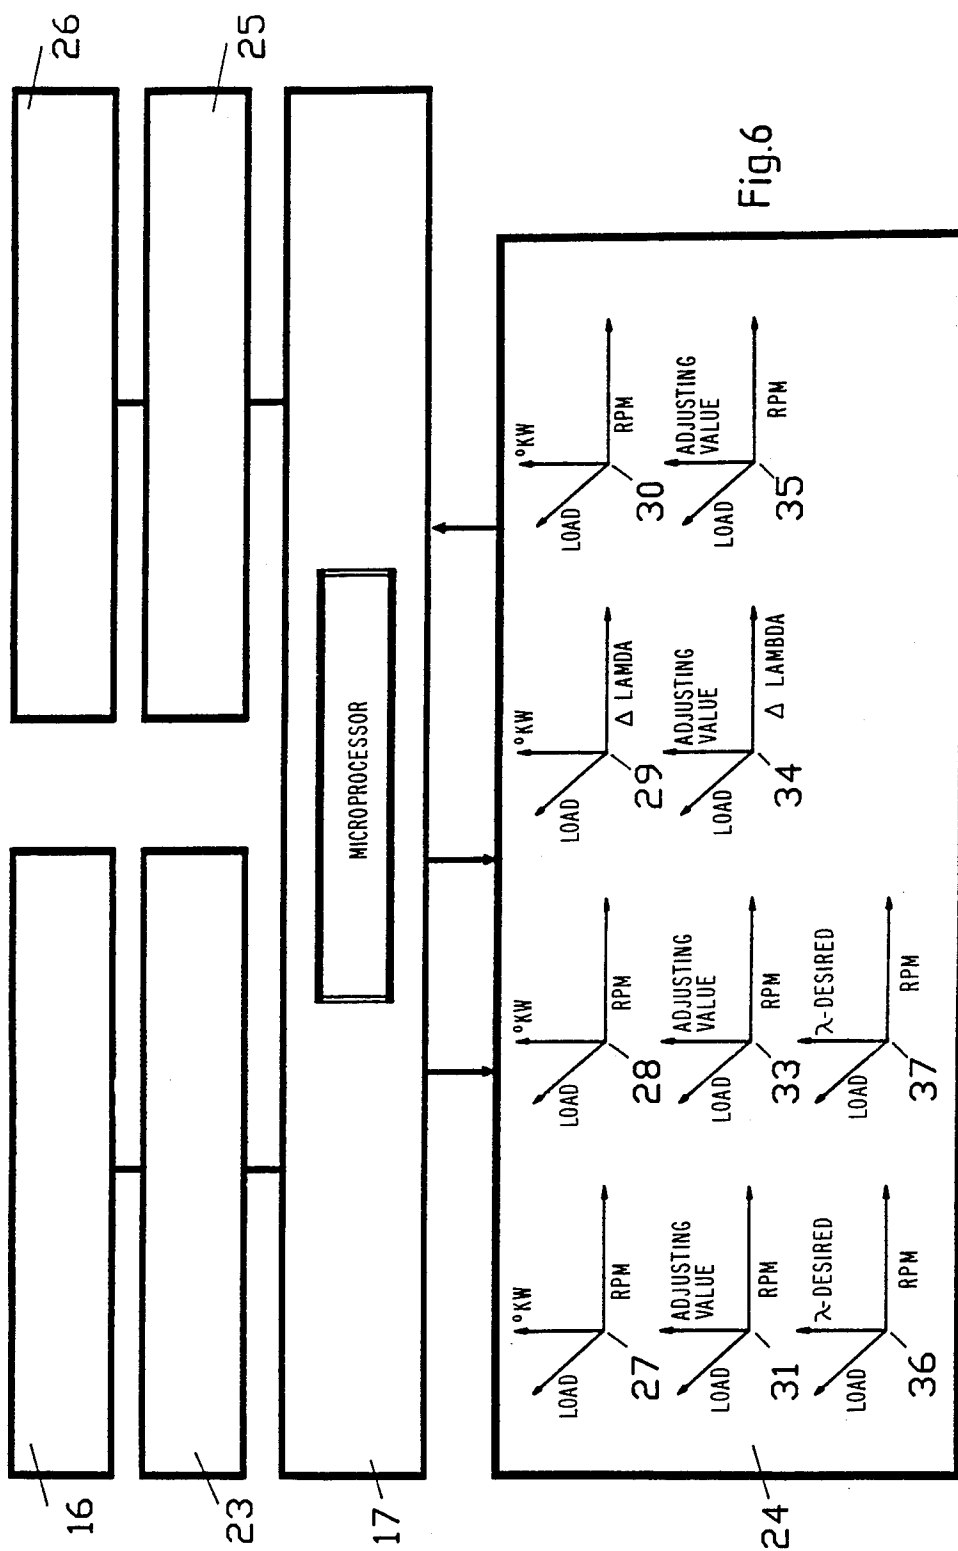 26
25
16
23
17
MICROPROCESSOR
Fig.6
24
°KW
LOAD
RPM
27
°KW
LOAD
RPM
28
°KW
LOAD
Δ LAMDA
29
°KW
LOAD
RPM
30
ADJUSTING
VALUE
LOAD
RPM
31
ADJUSTING
VALUE
LOAD
RPM
33
ADJUSTING
VALUE
LOAD
Δ LAMBDA
34
ADJUSTING
VALUE
LOAD
RPM
35
λ-DESIRED
LOAD
RPM
36
λ-DESIRED
LOAD
RPM
37